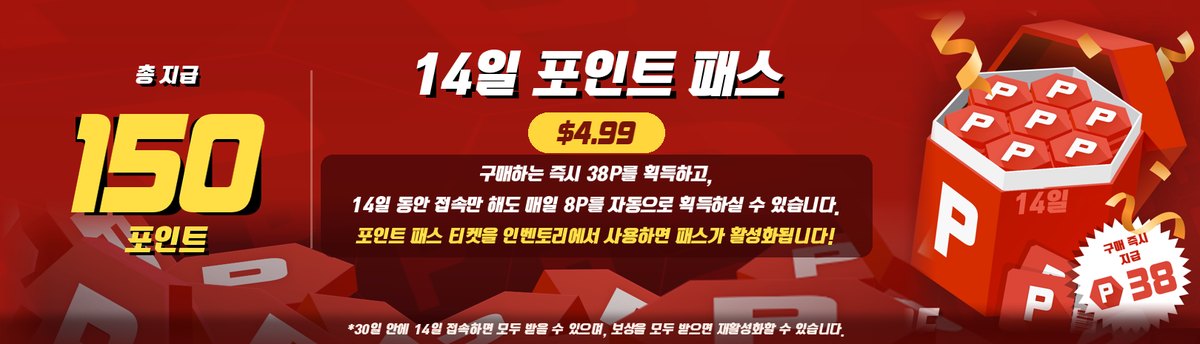 총 지급
150
포인트
14일 포인트 패스
$4.99
구매하는 즉시 38P를 획득하고,
14일 동안 접속만 해도 매일 8P를 자동으로 획득하실 수 있습니다.
포인트 패스 티켓을 인벤토리에서 사용하면 패스가 활성화됩니다!
*30일 안에 14일 접속하면 모두 받을 수 있으며, 보상을 모두 받으면 재활성화할 수 있습니다.
P
P
P
P
P
P
P
P
14일
구매 즉시
지급
P 38
P
P
P